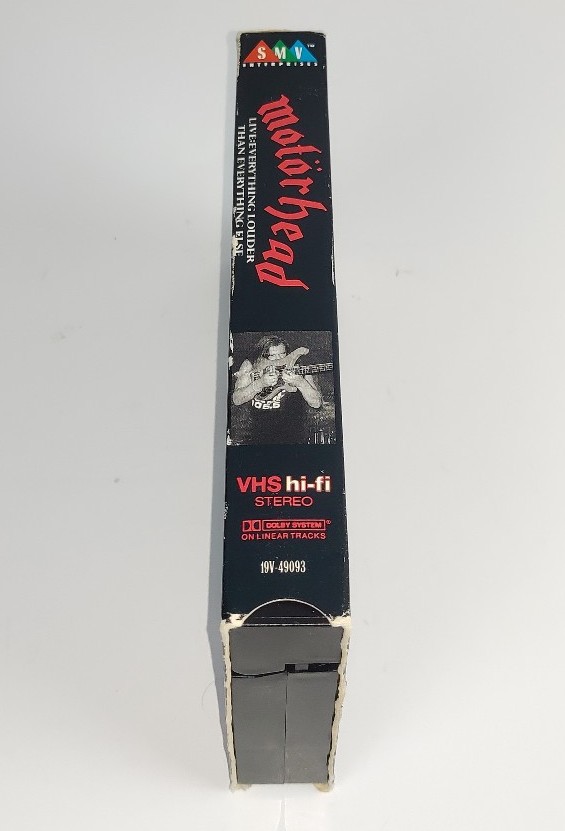 SMV™
ENTERPRISES
motörhead
LIVE:EVERYTHING LOUDER
THAN EVERYTHING ELSE
VHS hi-fi
STEREO
DOLBY SYSTEM®
ON LINEAR TRACKS
19V-49093